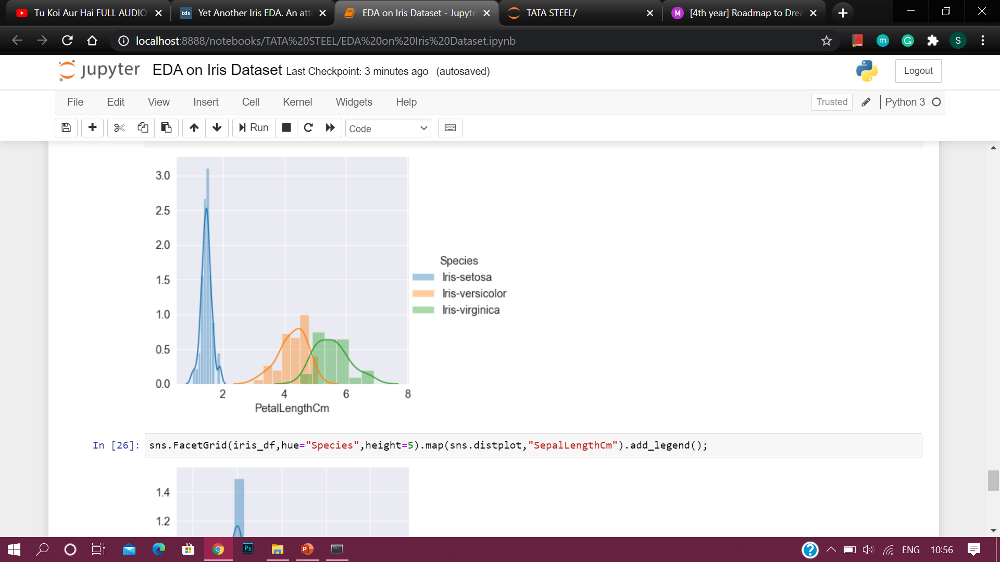 Tu Koi Aur Hai FULL AUDIO
tds Yet Another Iris EDA. An att
EDA on Iris Dataset - Jupyte
TATA STEEL/
M [4th year] Roadmap to Drea
localhost:8888/notebooks/TATA%20STEEL/EDA%20on%20Iris%20Dataset.ipynb
m
G
S
jupyter EDA on Iris Dataset Last Checkpoint: 3 minutes ago (autosaved)
Logout
File Edit View Insert Cell Kernel Widgets Help
Trusted
Python 3
Run
Code
3.0
2.5
2.0
1.5
1.0
0.5
0.0
2 4 6 8
PetalLengthCm
Species
Iris-setosa
Iris-versicolor
Iris-virginica
In [26]: sns.FacetGrid(iris_df,hue="Species",height=5).map(sns.distplot,"SepalLengthCm").add_legend();
1.4
1.2
Ps
P
?
ENG 10:56